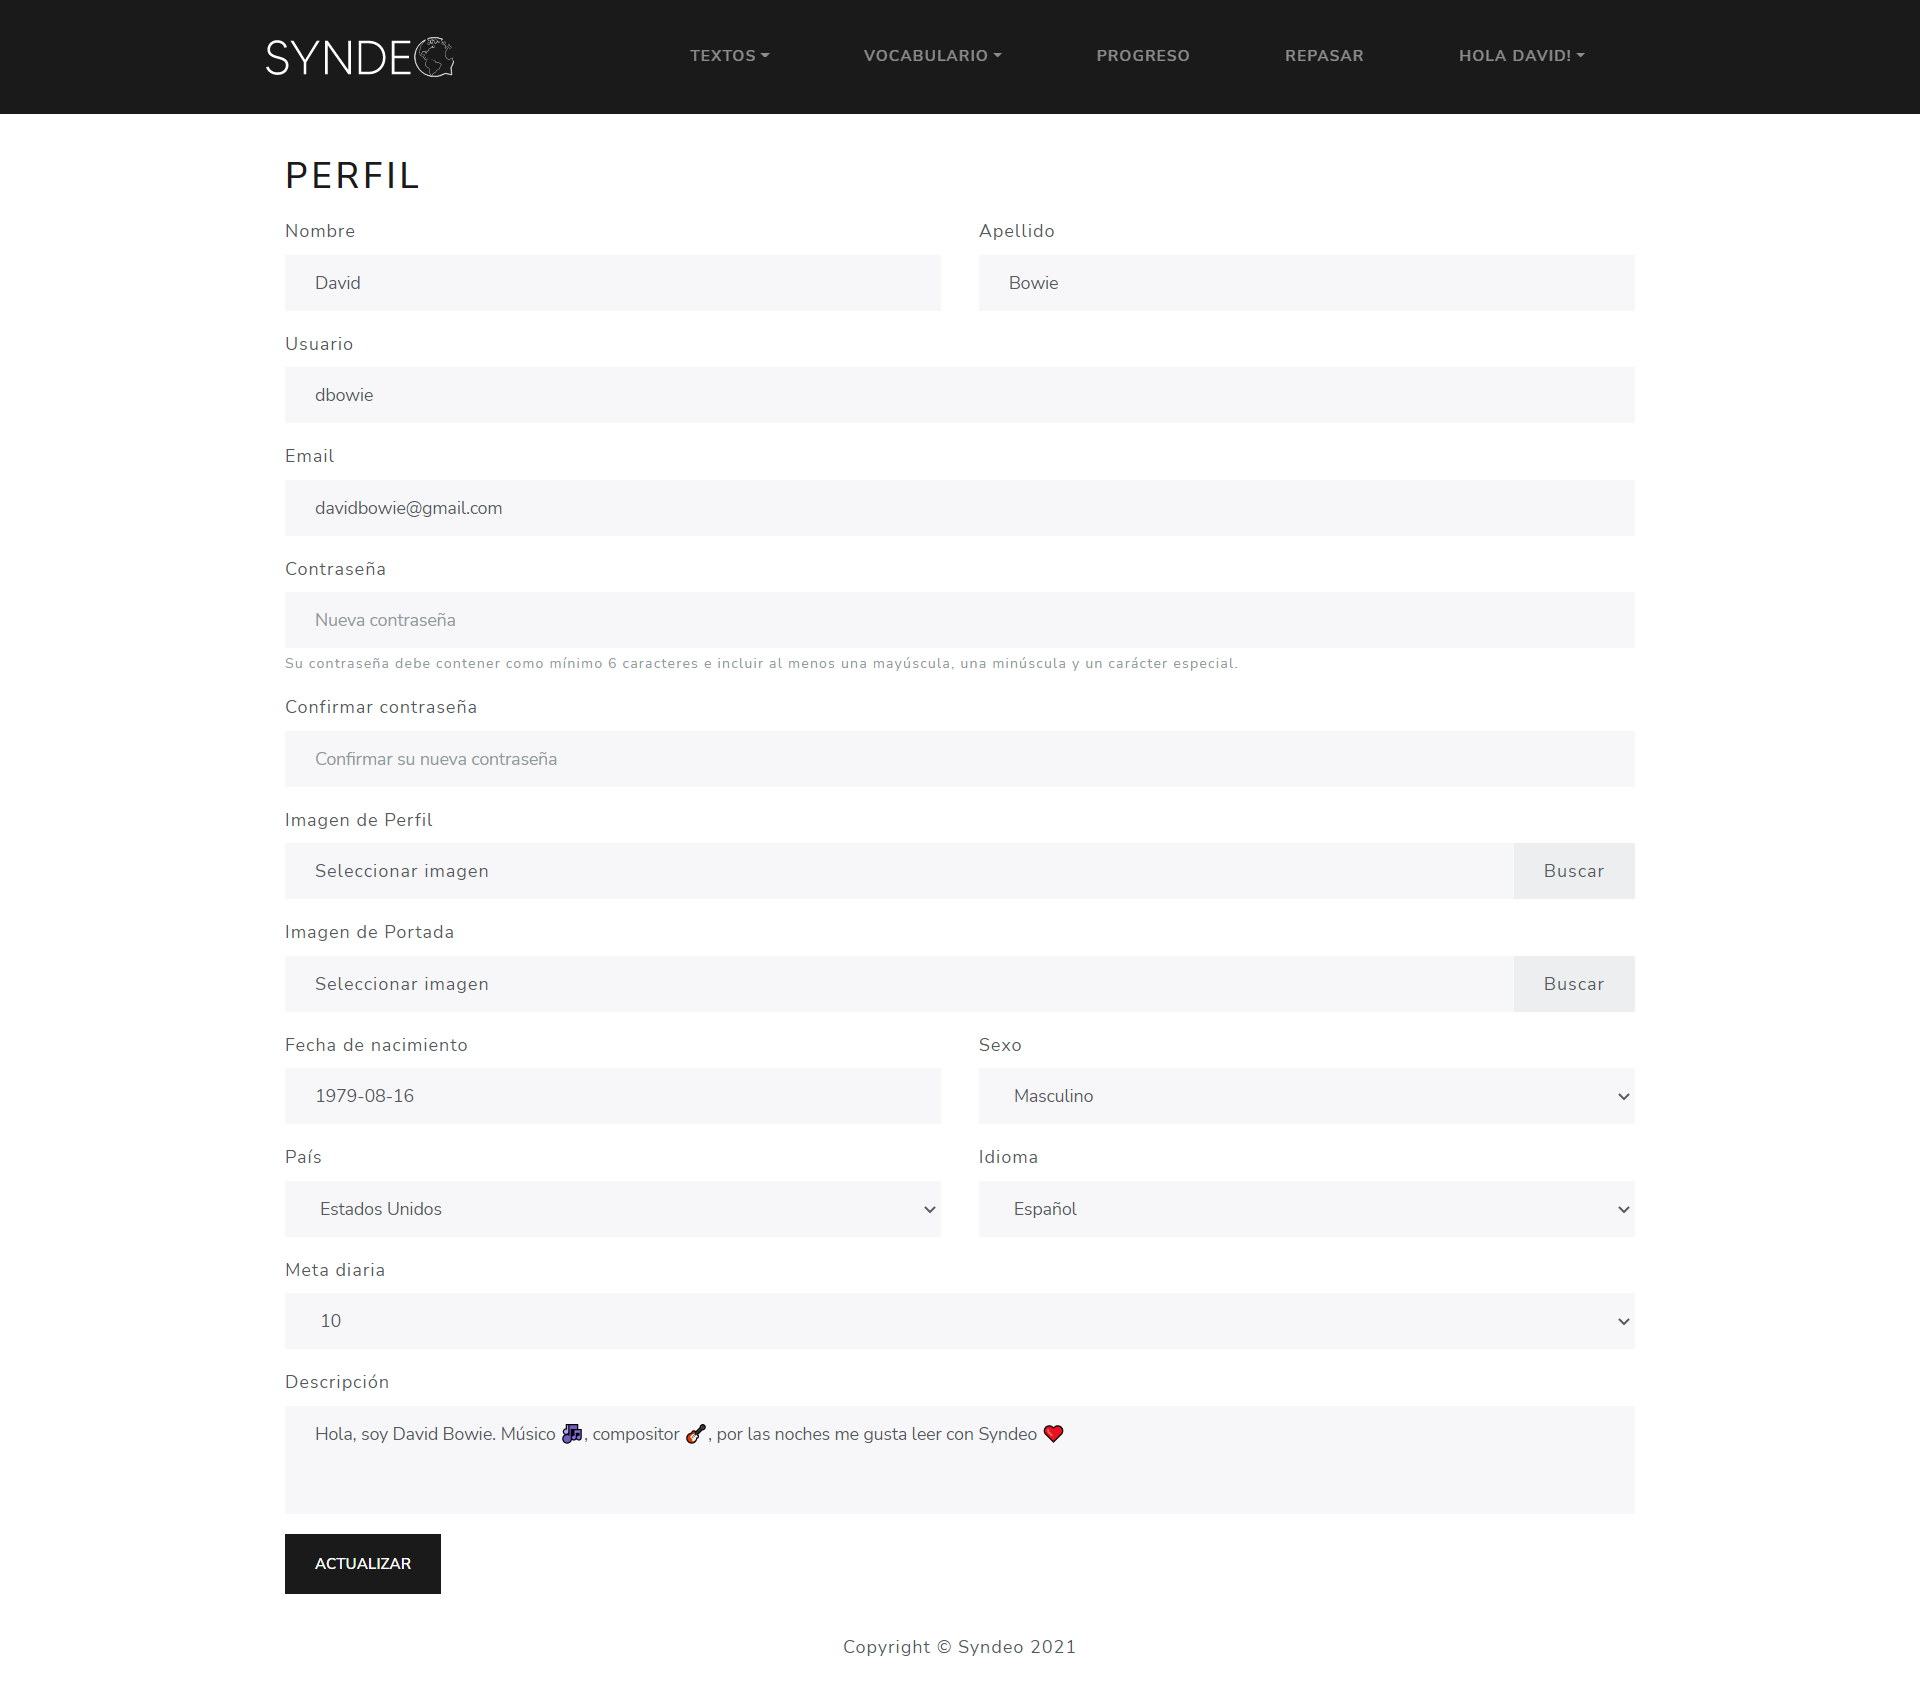 SYNDEO
TEXTOS VOCABULARIO PROGRESO REPASAR HOLA DAVID!
PERFIL
Nombre Apellido
David Bowie
Usuario
dbowie
Email
davidbowie@gmail.com
Contraseña
Nueva contraseña
Su contraseña debe contener como mínimo 6 caracteres e incluir al menos una mayúscula, una minúscula y un carácter especial.
Confirmar contraseña
Confirmar su nueva contraseña
Imagen de Perfil
Seleccionar imagen Buscar
Imagen de Portada
Seleccionar imagen Buscar
Fecha de nacimiento Sexo
1979-08-16 Masculino
País Idioma
Estados Unidos Español
Meta diaria
10
Descripción
Hola, soy David Bowie. Músico 🎶, compositor 🎸, por las noches me gusta leer con Syndeo ❤️
ACTUALIZAR
Copyright © Syndeo 2021